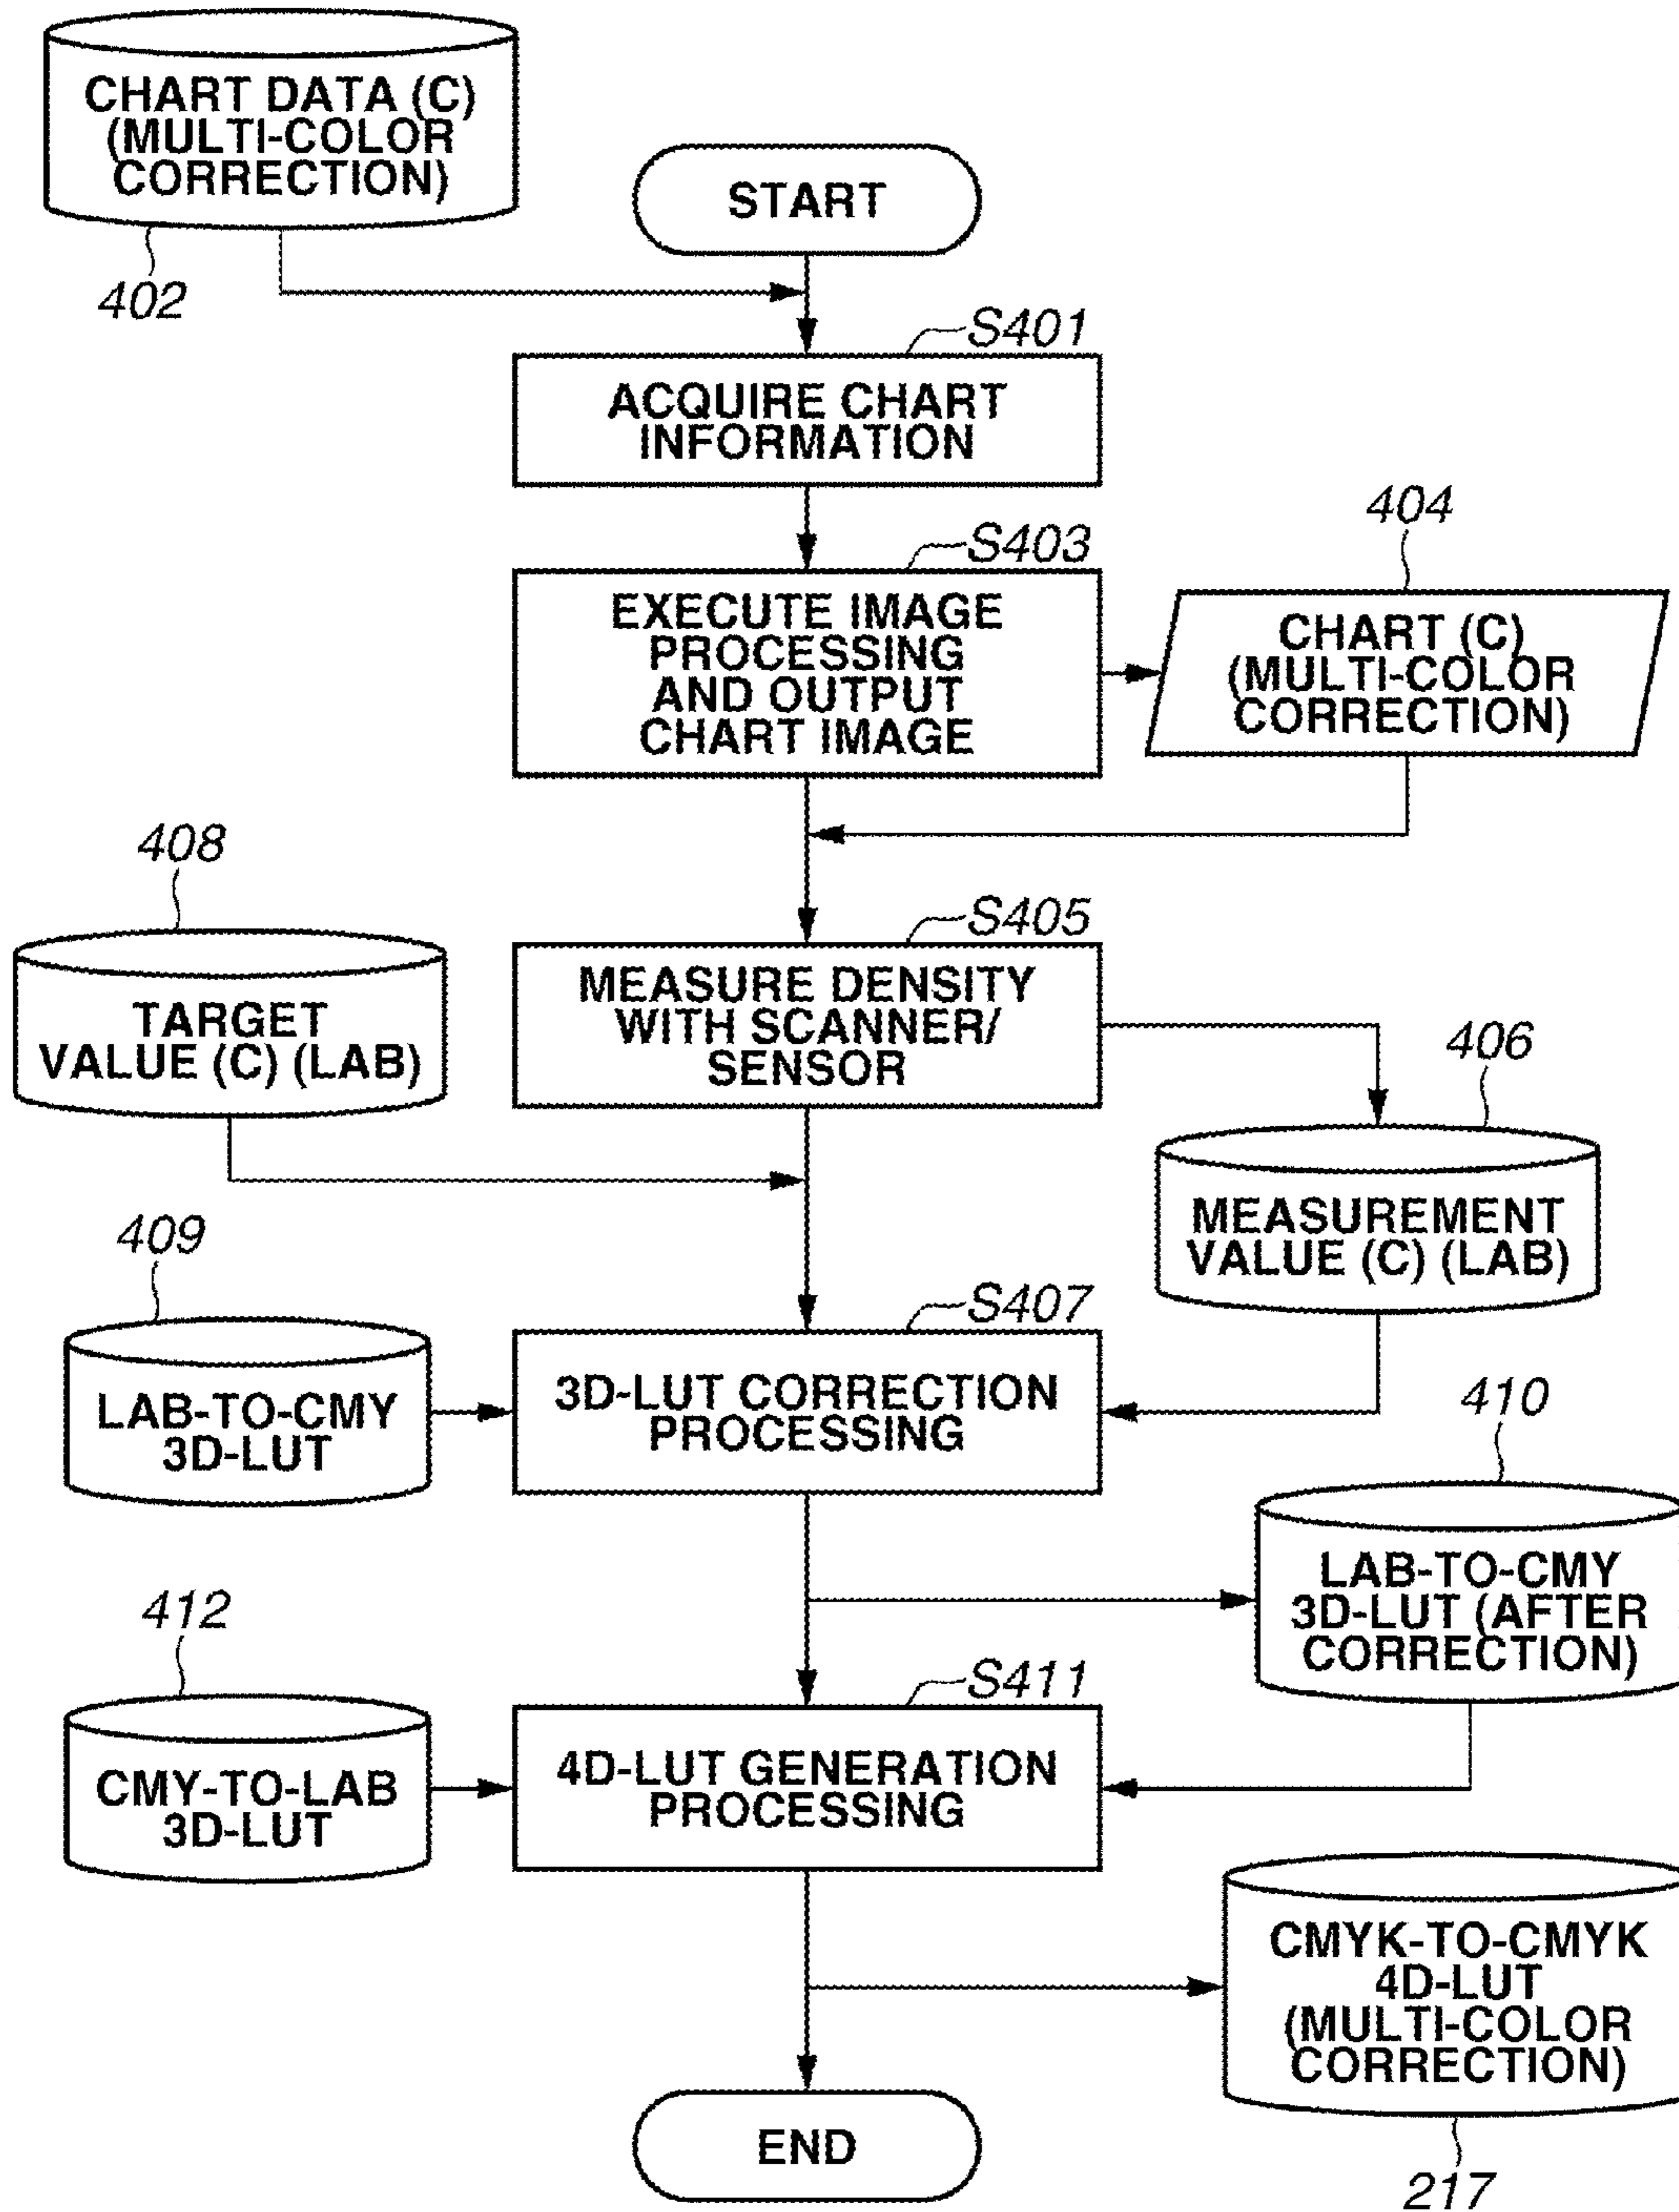 CHART DATA (C)
(MULTI-COLOR
CORRECTION)
402
START
S401
ACQUIRE CHART
INFORMATION
S403
EXECUTE IMAGE
PROCESSING
AND OUTPUT
CHART IMAGE
404
CHART (C)
(MULTI-COLOR
CORRECTION)
408
TARGET
VALUE (C) (LAB)
S405
MEASURE DENSITY
WITH SCANNER/
SENSOR
406
MEASUREMENT
VALUE (C) (LAB)
409
LAB-TO-CMY
3D-LUT
S407
3D-LUT CORRECTION
PROCESSING
410
LAB-TO-CMY
3D-LUT (AFTER
CORRECTION)
412
CMY-TO-LAB
3D-LUT
S411
4D-LUT GENERATION
PROCESSING
CMYK-TO-CMYK
4D-LUT
(MULTI-COLOR
CORRECTION)
217
END